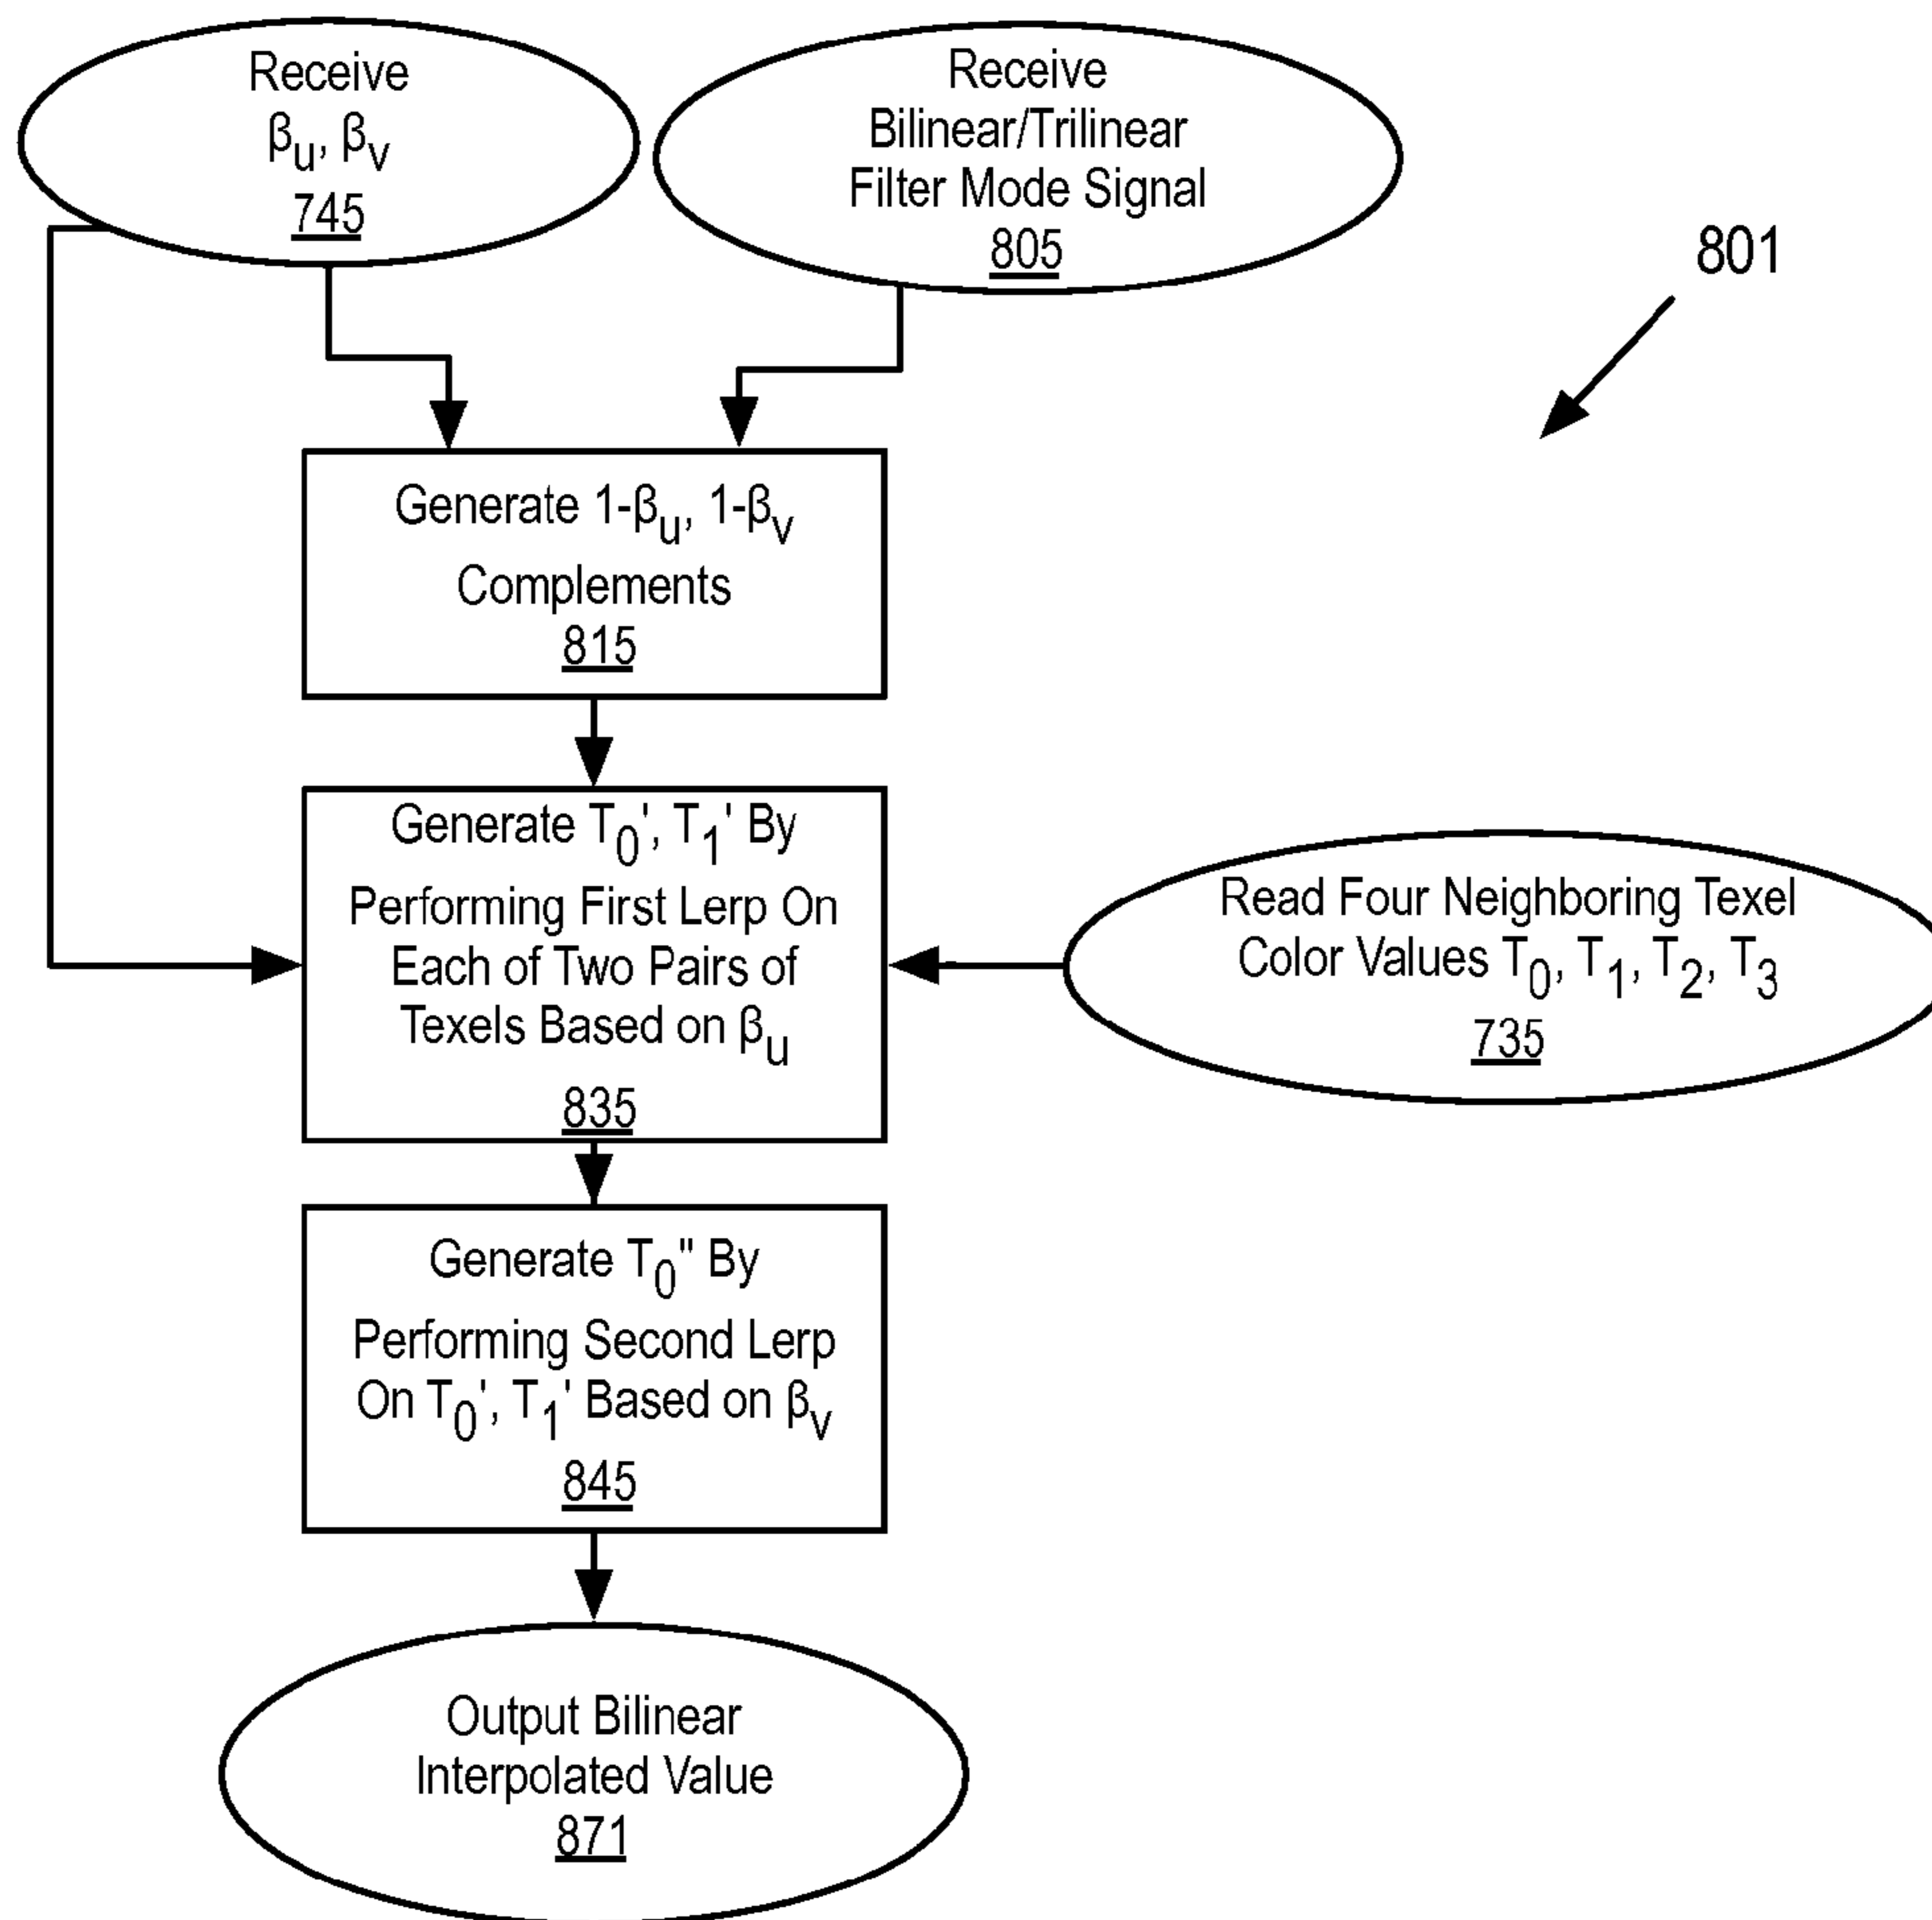 Receive
βu, βv
745
Receive
Bilinear/Trilinear
Filter Mode Signal
805
801
Generate 1-βu, 1-βv
Complements
815
Generate T0', T1' By
Performing First Lerp On
Each of Two Pairs of
Texels Based on βu
835
Read Four Neighboring Texel
Color Values T0, T1, T2, T3
735
Generate T0" By
Performing Second Lerp
On T0', T1' Based on βv
845
Output Bilinear
Interpolated Value
871